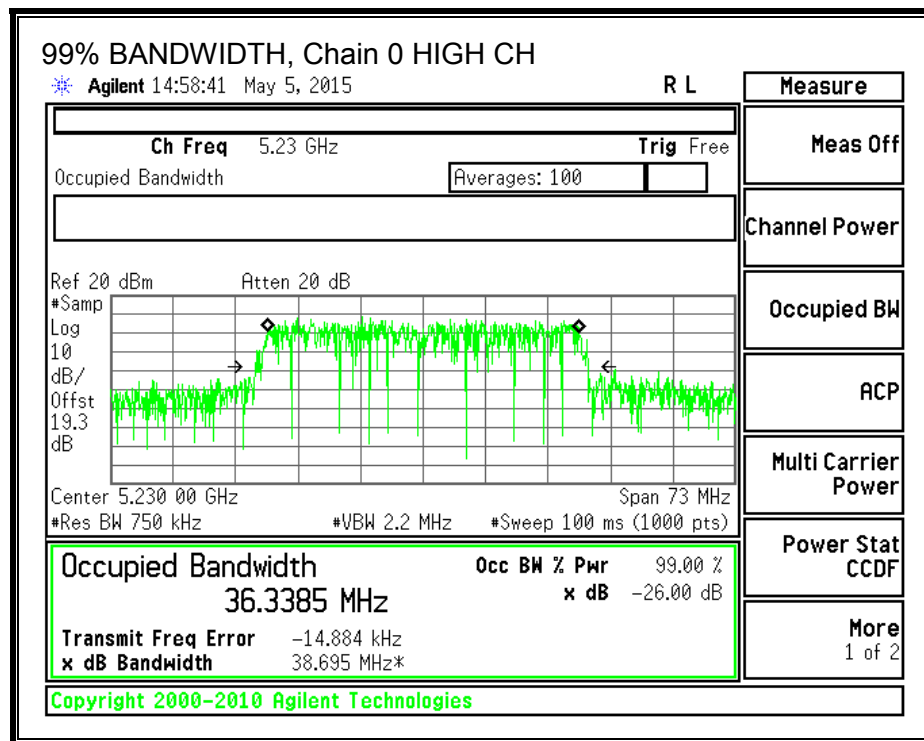 99% BANDWIDTH, Chain 0 HIGH CH
Agilent 14:58:41 May 5, 2015 R L
Measure
Ch Freq 5.23 GHz Trig Free
Meas Off
Occupied Bandwidth Averages: 100
Channel Power
Ref 20 dBm Atten 20 dB
#Samp
Log
10
dB/
Offst
19.3
dB
Occupied BW
ACP
Multi Carrier
Power
Center 5.230 00 GHz Span 73 MHz
#Res BW 750 kHz #VBW 2.2 MHz #Sweep 100 ms (1000 pts)
Power Stat
CCDF
Occupied Bandwidth Occ BW % Pwr 99.00 %
36.3385 MHz x dB -26.00 dB
Transmit Freq Error -14.884 kHz
x dB Bandwidth 38.695 MHz*
More
1 of 2
Copyright 2000-2010 Agilent Technologies